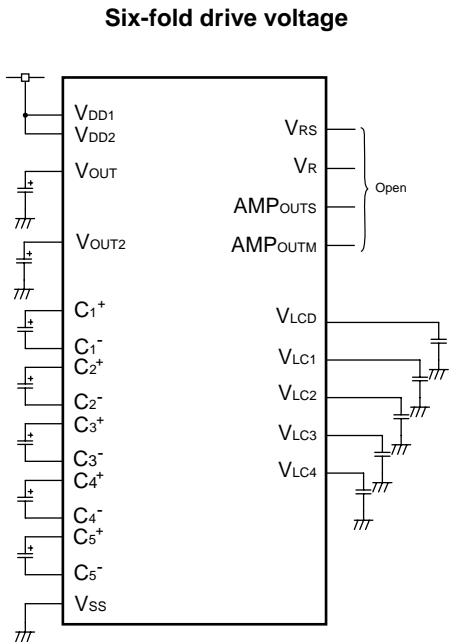 Six-fold drive voltage
VDD1
VDD2
VOUT
VOUT2
C1+
C1-
C2+
C2-
C3+
C3-
C4+
C4-
C5+
C5-
VSS
VRS
VR
AMPOUTS
AMPOUTM
Open
VLCD
VLC1
VLC2
VLC3
VLC4